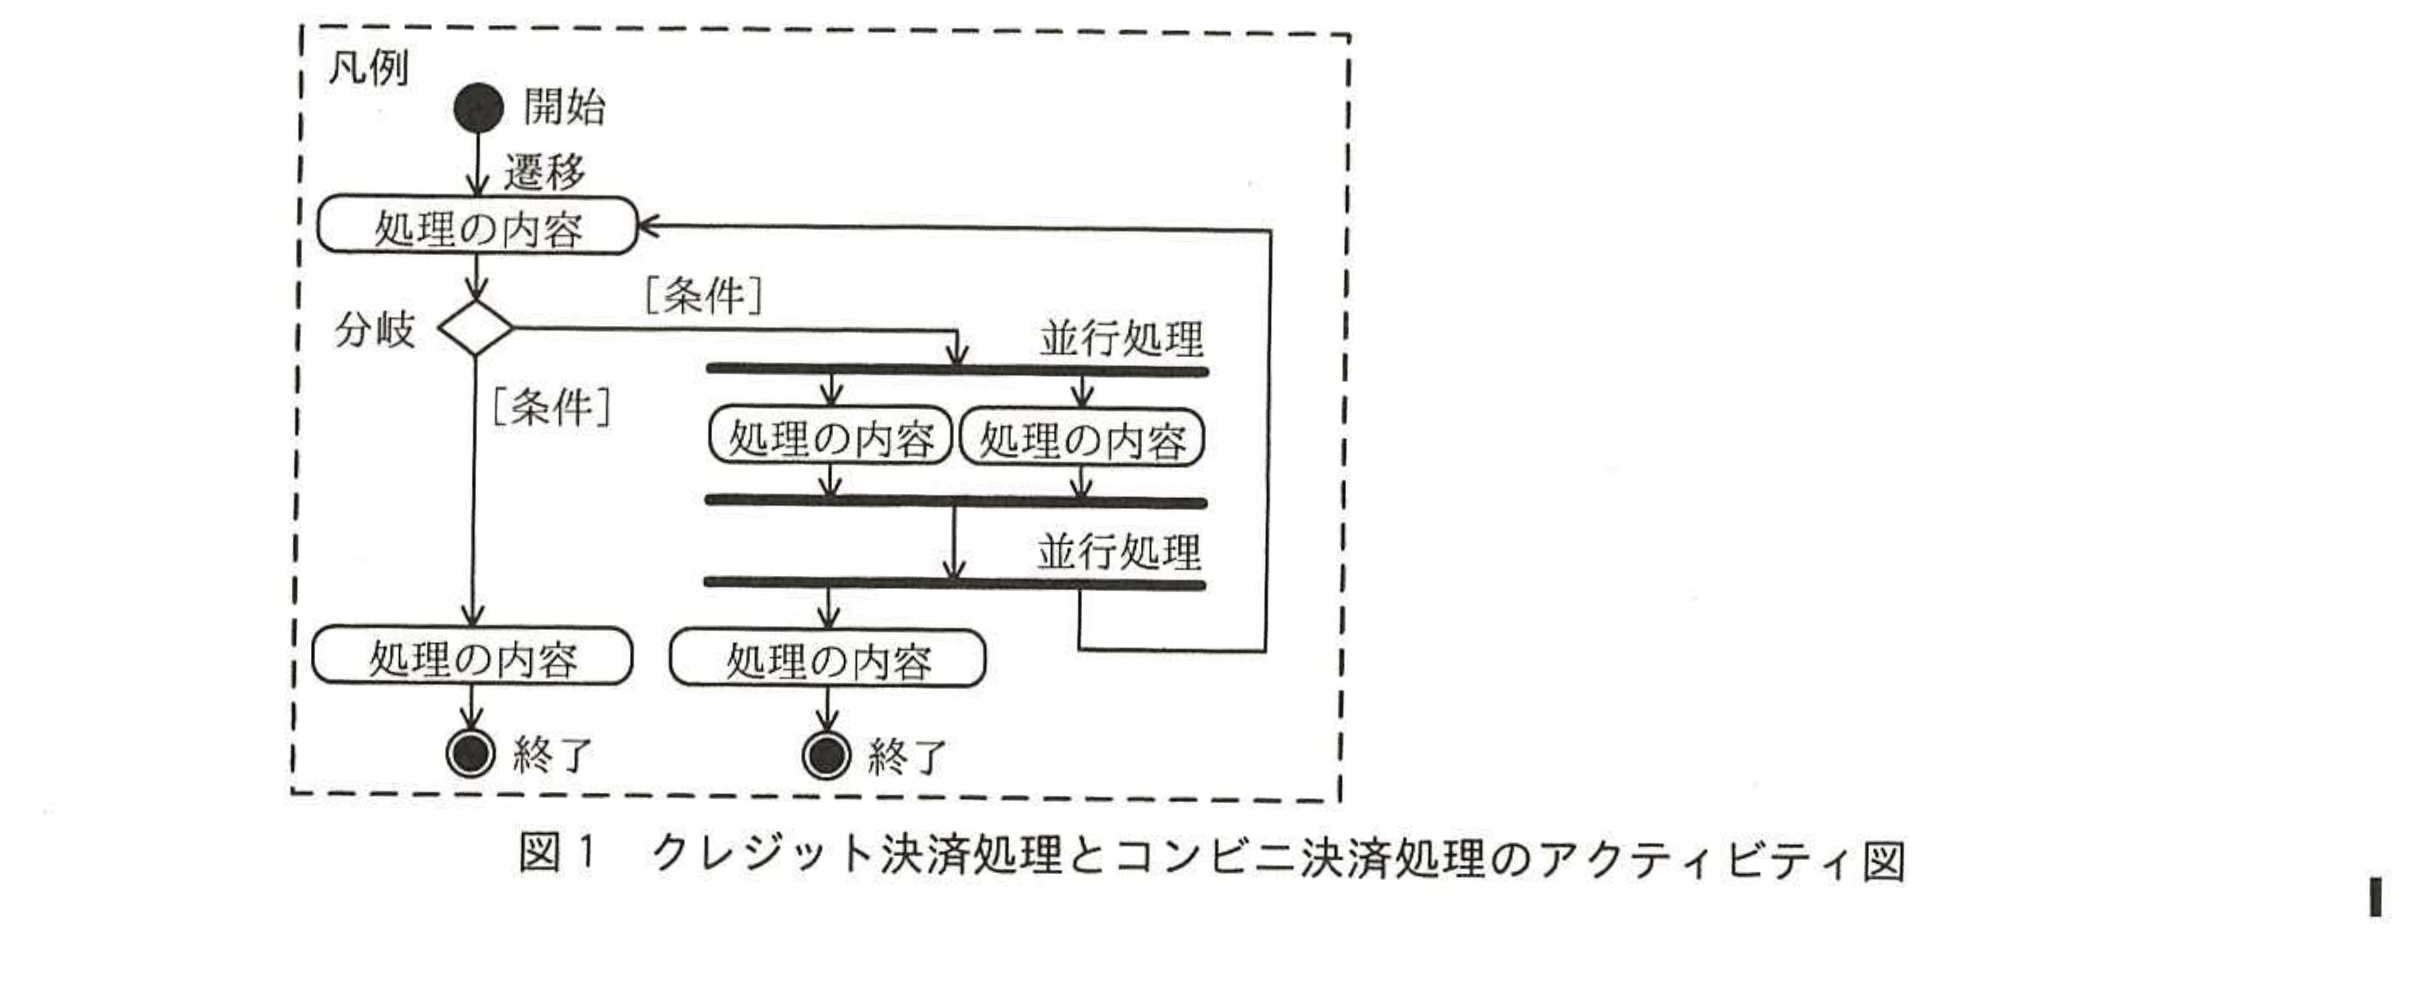 凡例
開始
遷移
処理の内容
[条件]
分岐
並行処理
[条件]
処理の内容 処理の内容
並行処理
処理の内容 処理の内容
終了 終了
図1 クレジット決済処理とコンビニ決済処理のアクティビティ図